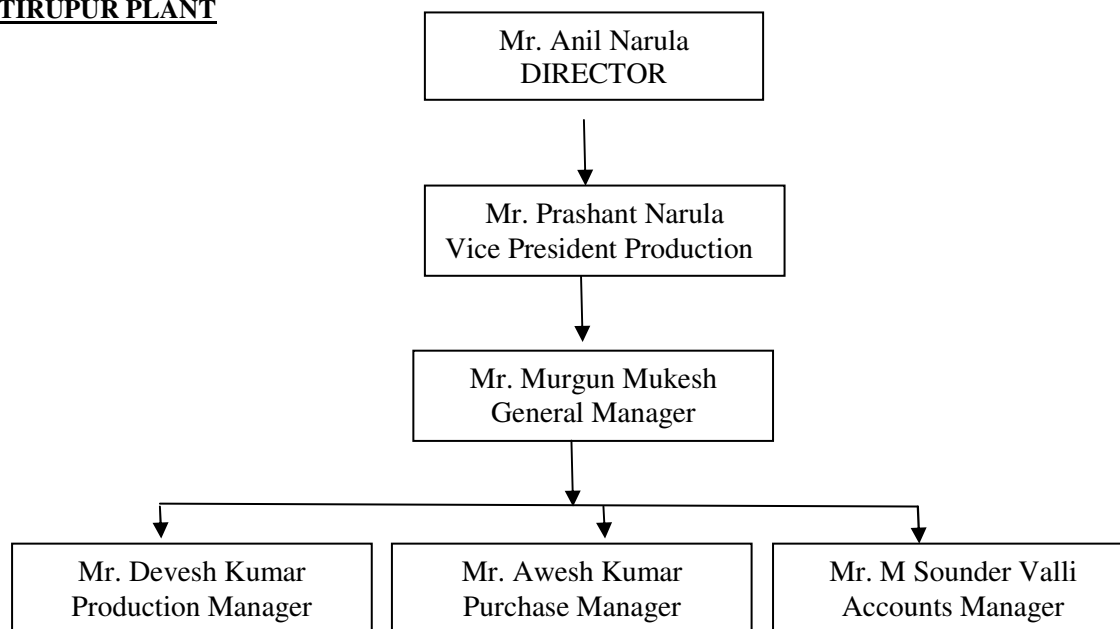 TIRUPUR PLANT
Mr. Anil Narula
DIRECTOR
Mr. Prashant Narula
Vice President Production
Mr. Murgun Mukesh
General Manager
Mr. Devesh Kumar
Production Manager
Mr. Awesh Kumar
Purchase Manager
Mr. M Sounder Valli
Accounts Manager